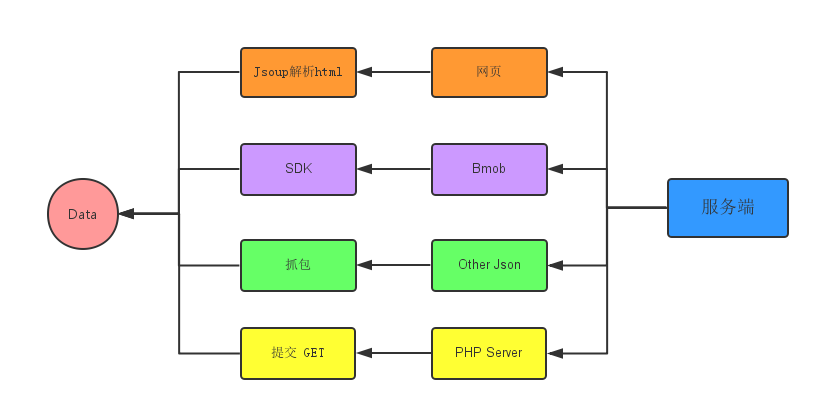 Jsoup解析html
网页
SDK
Bmob
服务端
Data
抓包
Other Json
提交 GET
PHP Server